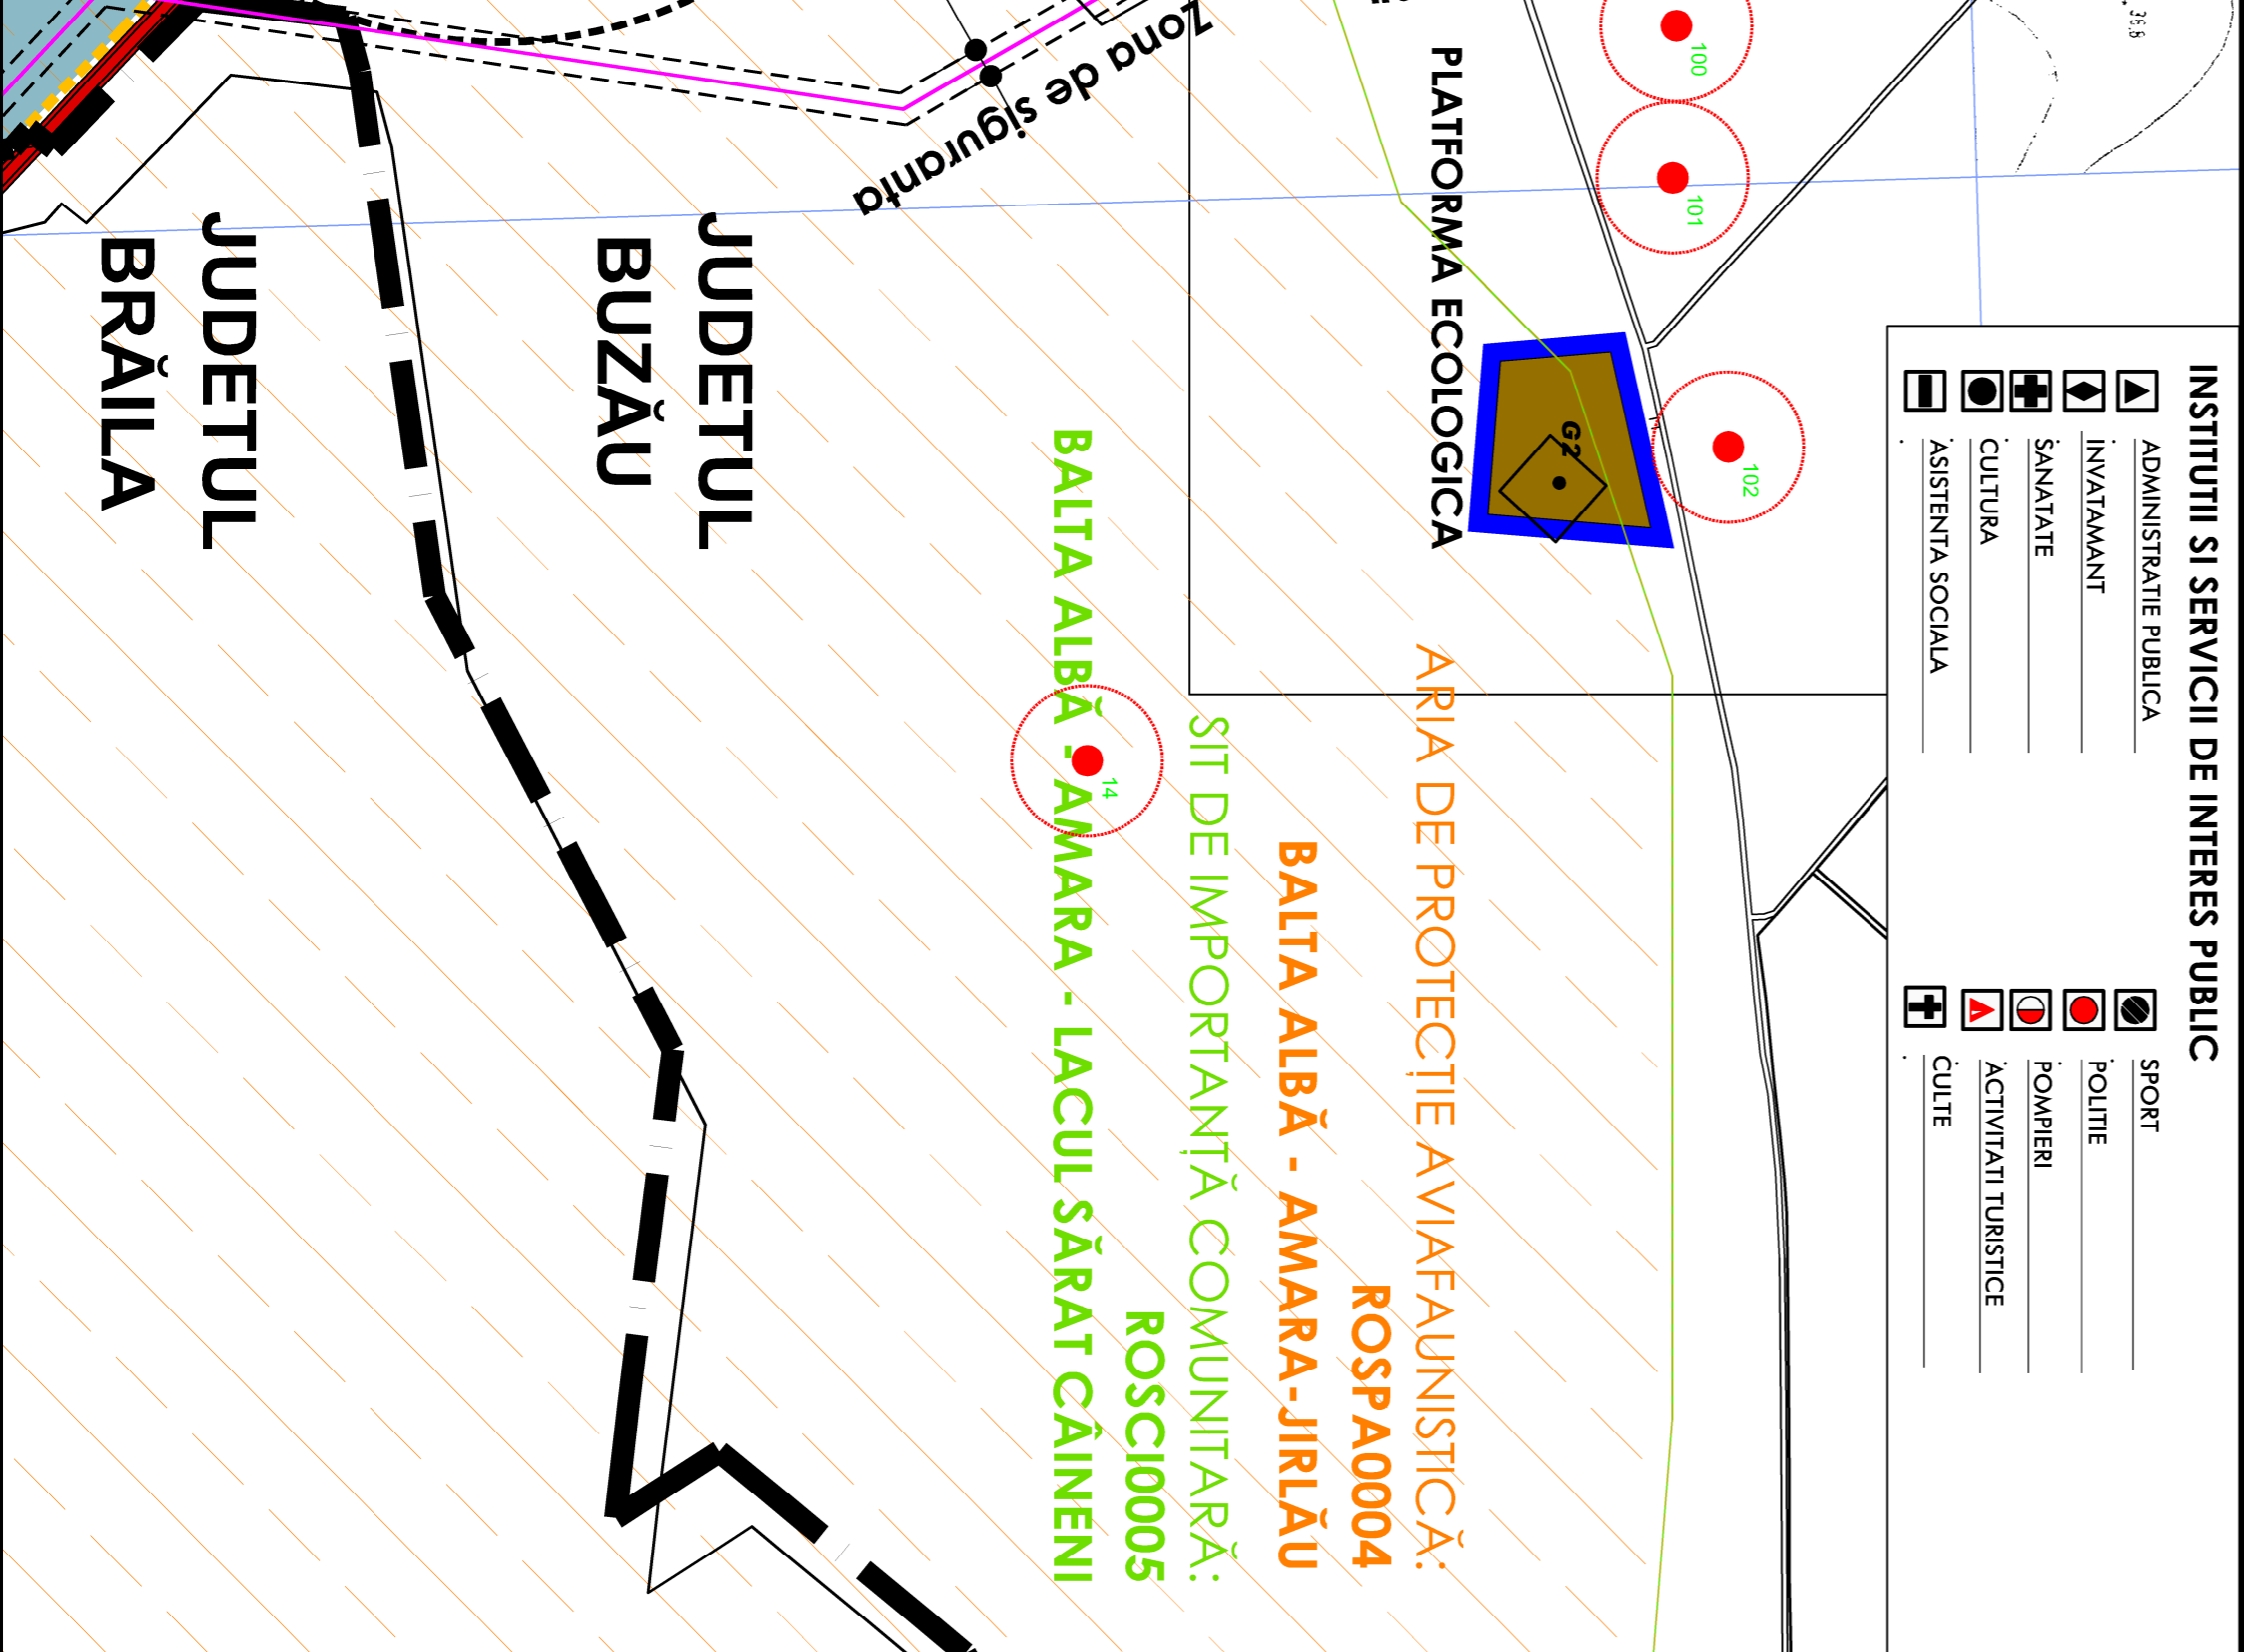 INSTITUTII SI SERVICII DE INTERES PUBLIC
ADMINISTRATIE PUBLICA
INVATAMANT
SANATATE
CULTURA
ASISTENTA SOCIALA
SPORT
POLITIE
POMPIERI
ACTIVITATI TURISTICE
CULTE
100
101
102
PLATFORMA ECOLOGICA
G2
Zona de siguranta
ARIA DE PROTECȚIE AVIAFAUNISTICĂ:
ROSPA0004
BALTA ALBĂ - AMARA-JIRLĂU
SIT DE IMPORTANȚĂ COMUNITARĂ:
ROSCI0005
BALTA ALBĂ - AMARA - LACUL SĂRAT CÂINENI
14
JUDETUL
BUZĂU
JUDETUL
BRĂILA